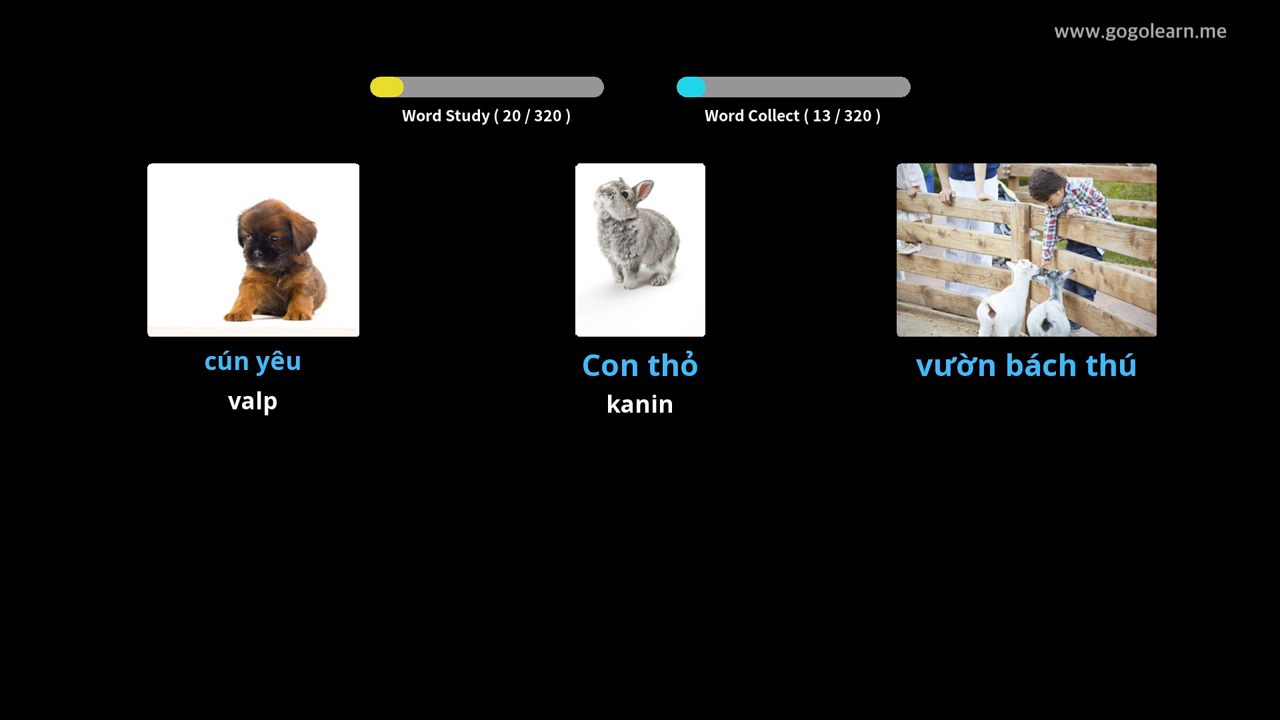 www.gogolearn.me
Word Study ( 20 / 320 )
Word Collect ( 13 / 320 )
cún yêu
valp
Con thỏ
kanin
vườn bách thú